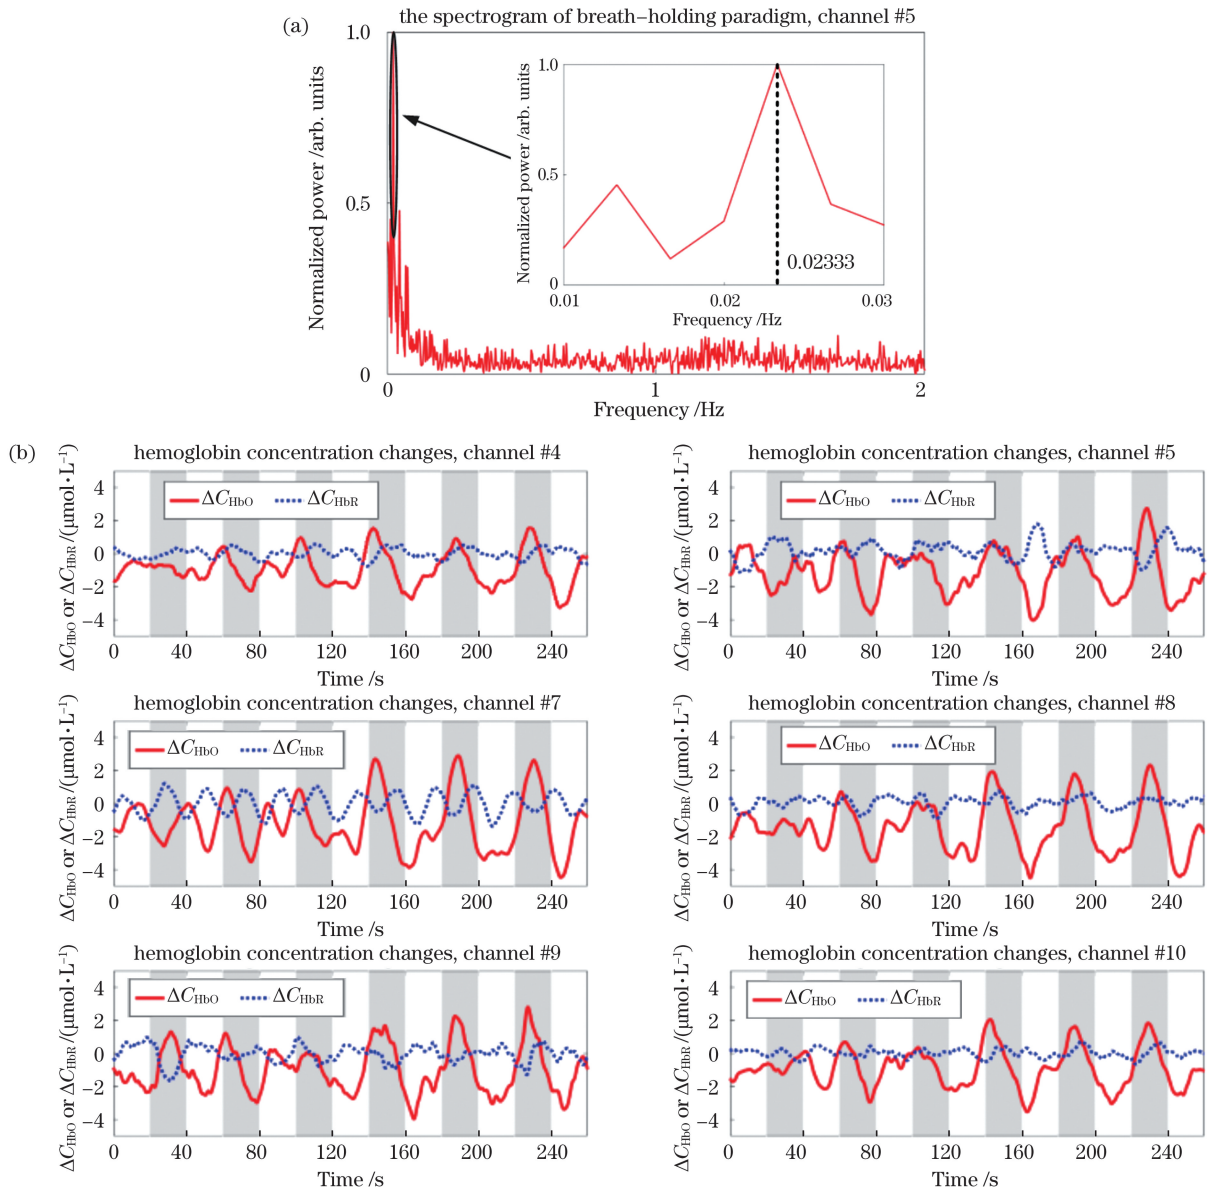 (a)
the spectrogram of breath-holding paradigm, channel #5
Normalized power /arb. units
1.0
0.5
0
0
1
2
Frequency /Hz
Normalized power /arb. units
1.0
0.5
0
0.01
0.02
0.03
0.02333
Frequency /Hz
(b)
hemoglobin concentration changes, channel #4
ΔC_HbO or ΔC_HbR /(μmol·L⁻¹)
4
2
0
−2
−4
ΔC_HbO
ΔC_HbR
0 40 80 120 160 200 240
Time /s
hemoglobin concentration changes, channel #5
ΔC_HbO or ΔC_HbR /(μmol·L⁻¹)
4
2
0
−2
−4
ΔC_HbO
ΔC_HbR
0 40 80 120 160 200 240
Time /s
hemoglobin concentration changes, channel #7
ΔC_HbO or ΔC_HbR /(μmol·L⁻¹)
4
2
0
−2
−4
ΔC_HbO
ΔC_HbR
0 40 80 120 160 200 240
Time /s
hemoglobin concentration changes, channel #8
ΔC_HbO or ΔC_HbR /(μmol·L⁻¹)
4
2
0
−2
−4
ΔC_HbO
ΔC_HbR
0 40 80 120 160 200 240
Time /s
hemoglobin concentration changes, channel #9
ΔC_HbO or ΔC_HbR /(μmol·L⁻¹)
4
2
0
−2
−4
ΔC_HbO
ΔC_HbR
0 40 80 120 160 200 240
Time /s
hemoglobin concentration changes, channel #10
ΔC_HbO or ΔC_HbR /(μmol·L⁻¹)
4
2
0
−2
−4
ΔC_HbO
ΔC_HbR
0 40 80 120 160 200 240
Time /s